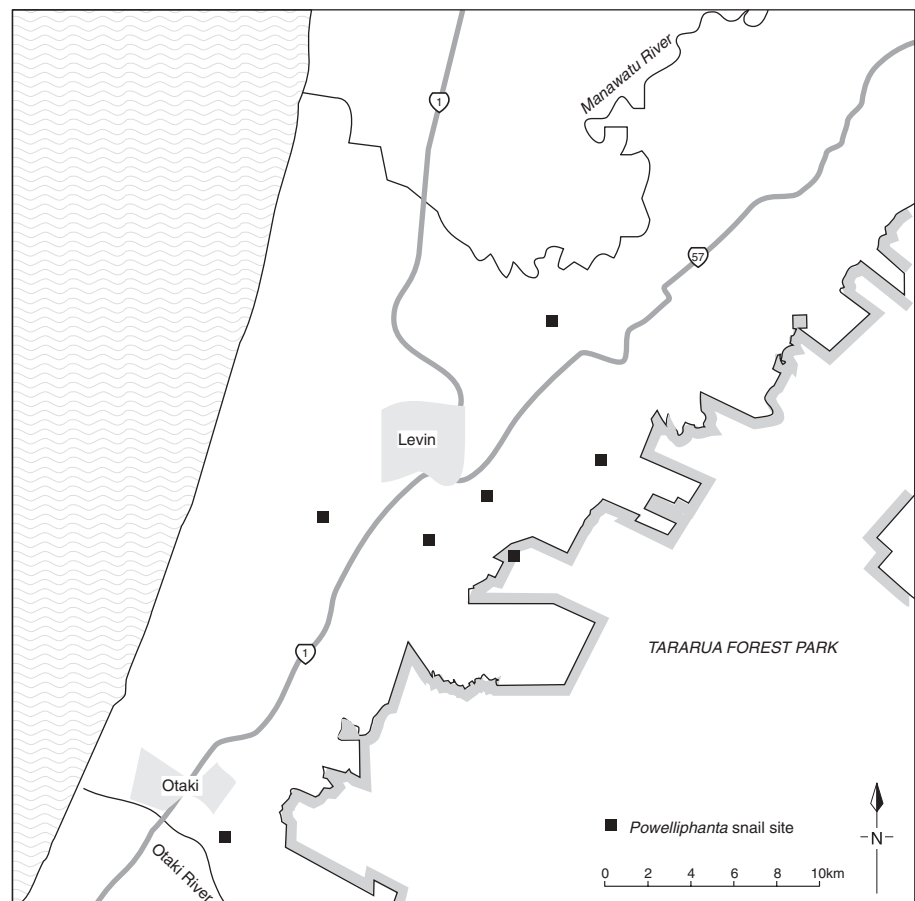 Manawatu River
1
57
Levin
1
TARARUA FOREST PARK
Otaki
Powelliphanta snail site
N
Otaki River
0 2 4 6 8 10km